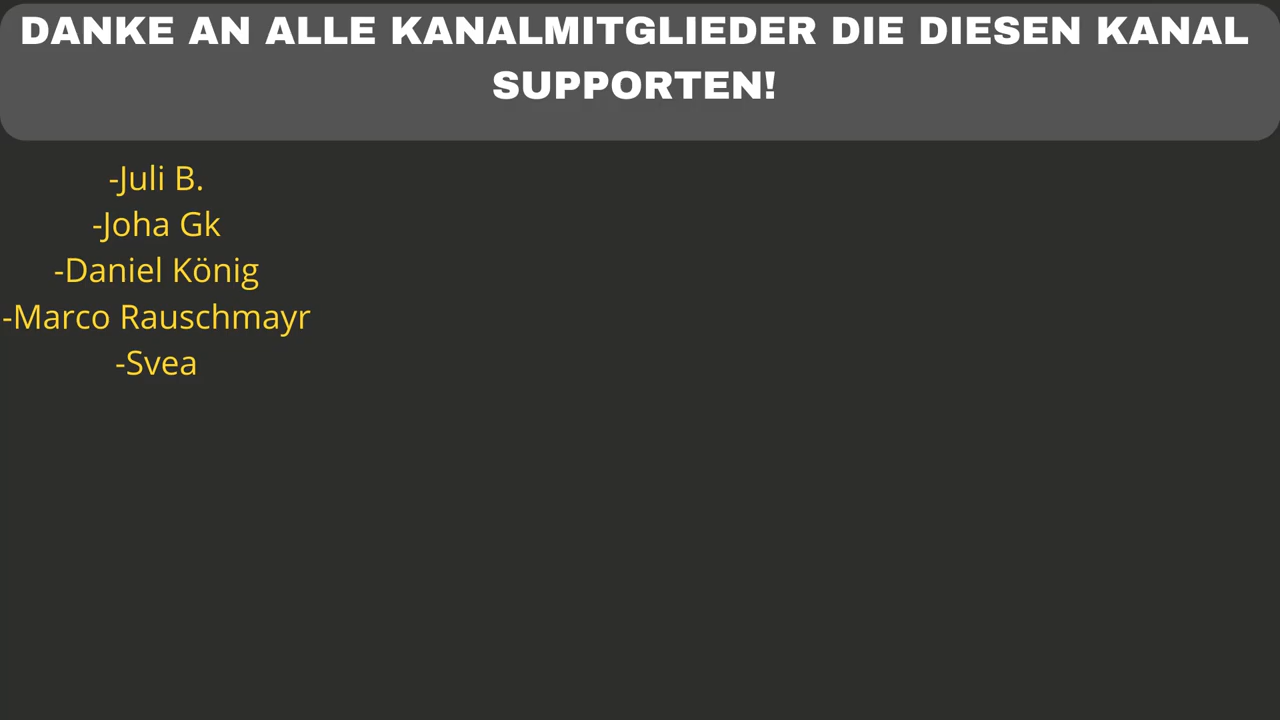 DANKE AN ALLE KANALMITGLIEDER DIE DIESEN KANAL
SUPPORTEN!
-Juli B.
-Joha Gk
-Daniel König
-Marco Rauschmayr
-Svea